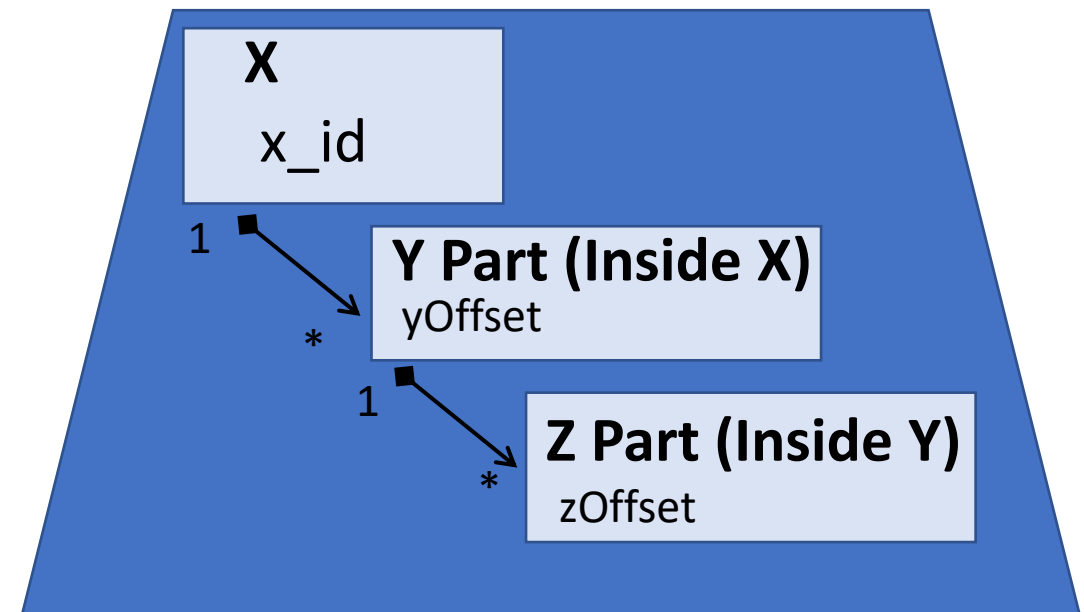 X
x_id
1
Y Part (Inside X)
yOffset
*
1
Z Part (Inside Y)
*
zOffset